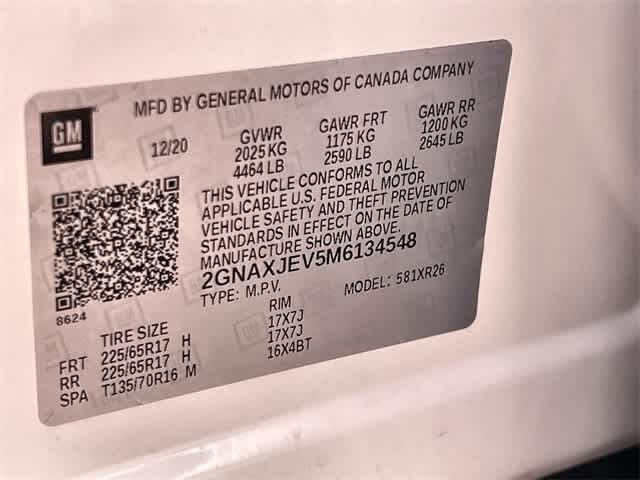 MFD BY GENERAL MOTORS OF CANADA COMPANY
GM
12/20
GVWR
2025 KG
4464 LB
GAWR FRT
1175 KG
2590 LB
GAWR RR
1200 KG
2645 LB
THIS VEHICLE CONFORMS TO ALL
APPLICABLE U.S. FEDERAL MOTOR
VEHICLE SAFETY AND THEFT PREVENTION
STANDARDS IN EFFECT ON THE DATE OF
MANUFACTURE SHOWN ABOVE.
2GNAXJEV5M6134548
TYPE: M.P.V. MODEL: 581XR26
8624
TIRE SIZE RIM
FRT 225/65R17 H 17X7J
RR 225/65R17 H 17X7J
SPA T135/70R16 M 16X4BT